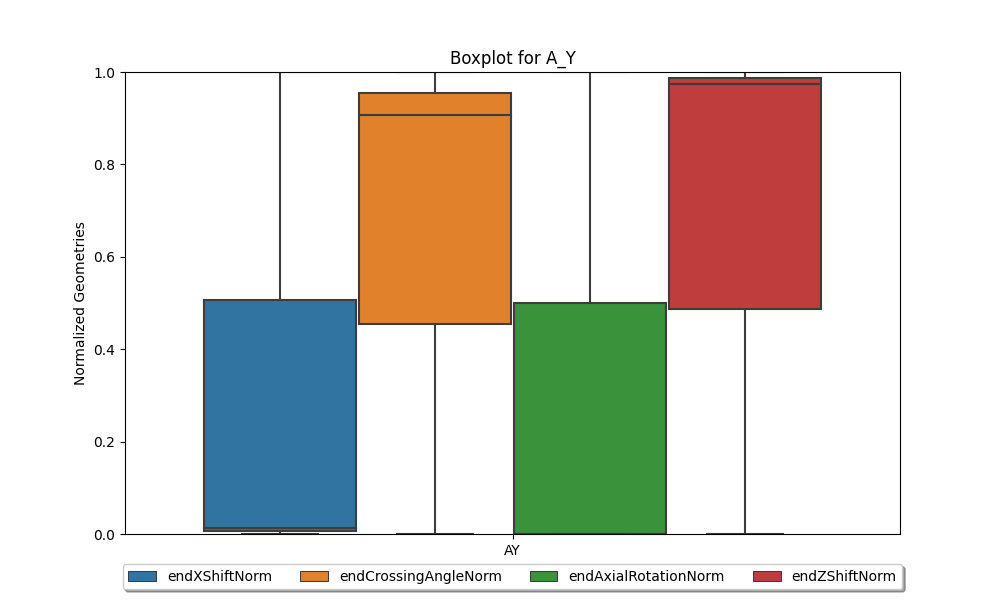 Boxplot for A_Y
1.0
0.8
0.6
0.4
0.2
0.0
Normalized Geometries
AY
endXShiftNorm endCrossingAngleNorm endAxialRotationNorm endZShiftNorm